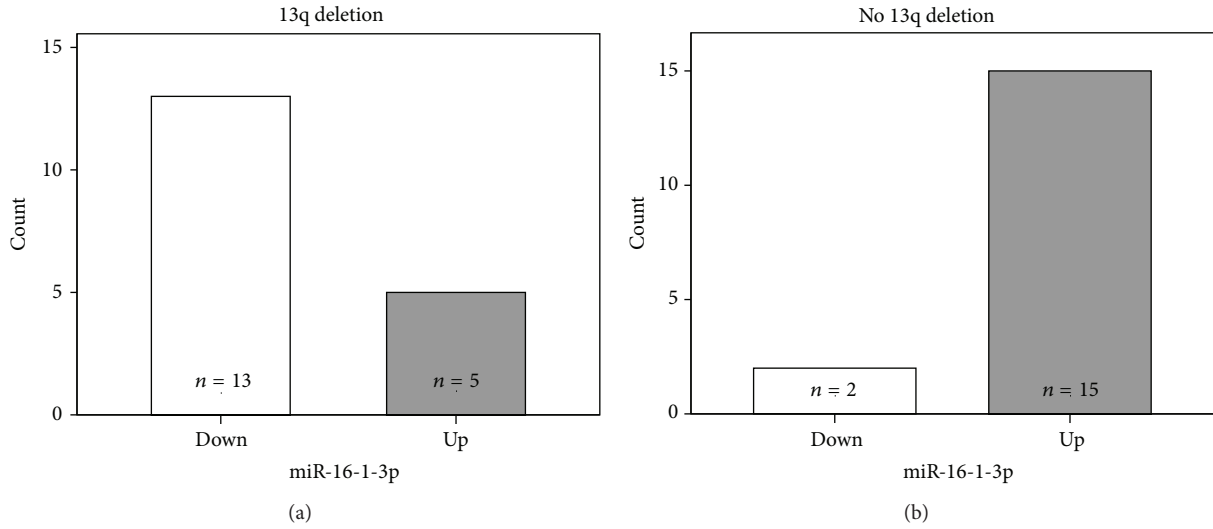 13q deletion
15
10
5
0
Count
n = 13
n = 5
Down
Up
miR-16-1-3p
(a)
No 13q deletion
15
10
5
0
Count
n = 2
n = 15
Down
Up
miR-16-1-3p
(b)